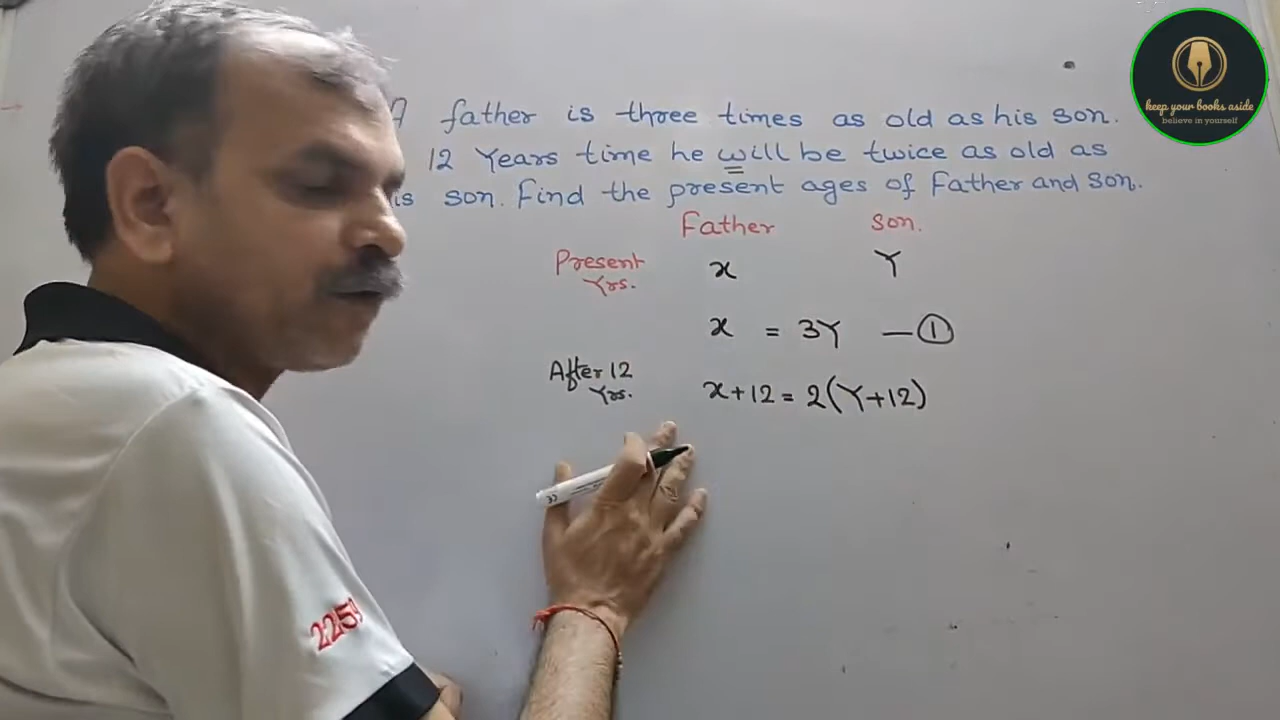 father is three times as old as his son.
12 Years time he will be twice as old as
son. Find the present ages of Father and son.
Father son.
Present Yrs. x Y
x = 3Y — ①
After 12 Yrs. x+12 = 2(Y+12)
keep your books aside
believe in yourself
2259